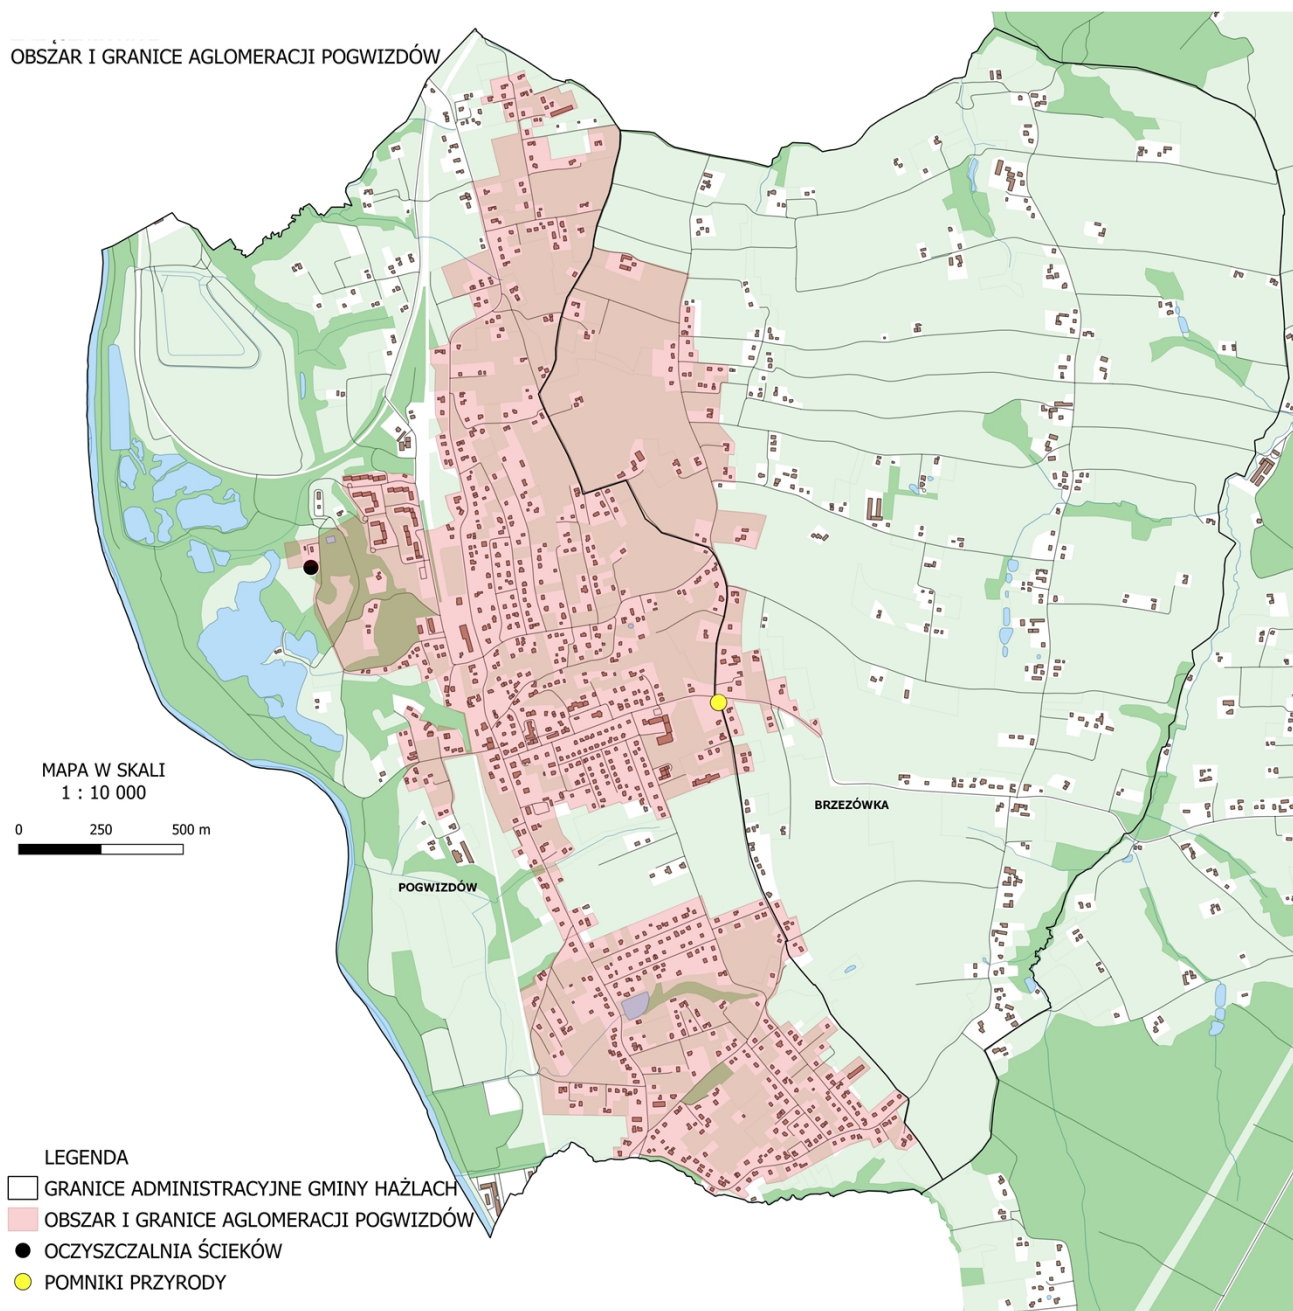 OBSZAR I GRANICE AGLOMERACJI POGWIZDÓW
MAPA W SKALI
1 : 10 000
0 250 500 m
BRZEZÓWKA
POGWIZDÓW
LEGENDA
GRANICE ADMINISTRACYJNE GMINY HAŻLACH
OBSZAR I GRANICE AGLOMERACJI POGWIZDÓW
OCZYSZCZALNIA ŚCIEKÓW
POMNIKI PRZYRODY